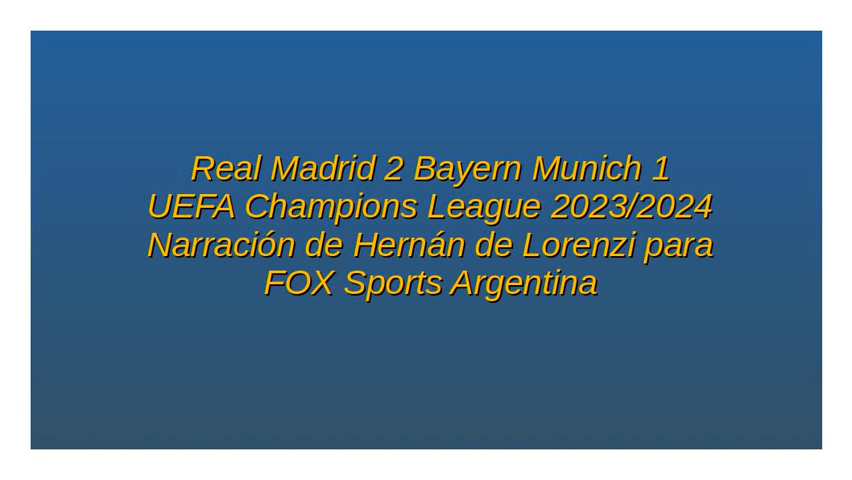 Real Madrid 2 Bayern Munich 1
UEFA Champions League 2023/2024
Narración de Hernán de Lorenzi para
FOX Sports Argentina